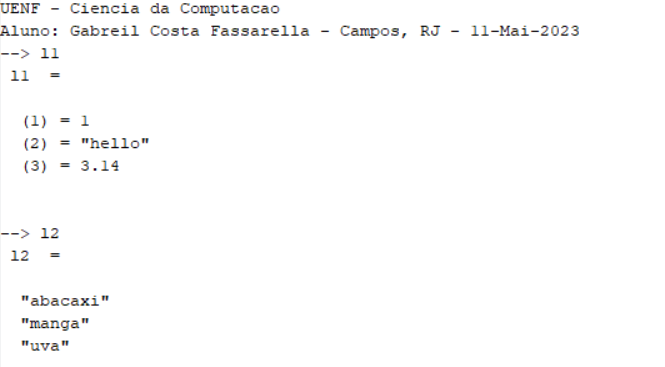 UENF - Ciencia da Computacao
Aluno: Gabreil Costa Fassarella - Campos, RJ - 11-Mai-2023
--> l1
l1 =
(1) = 1
(2) = "hello"
(3) = 3.14
--> l2
l2 =
"abacaxi"
"manga"
"uva"